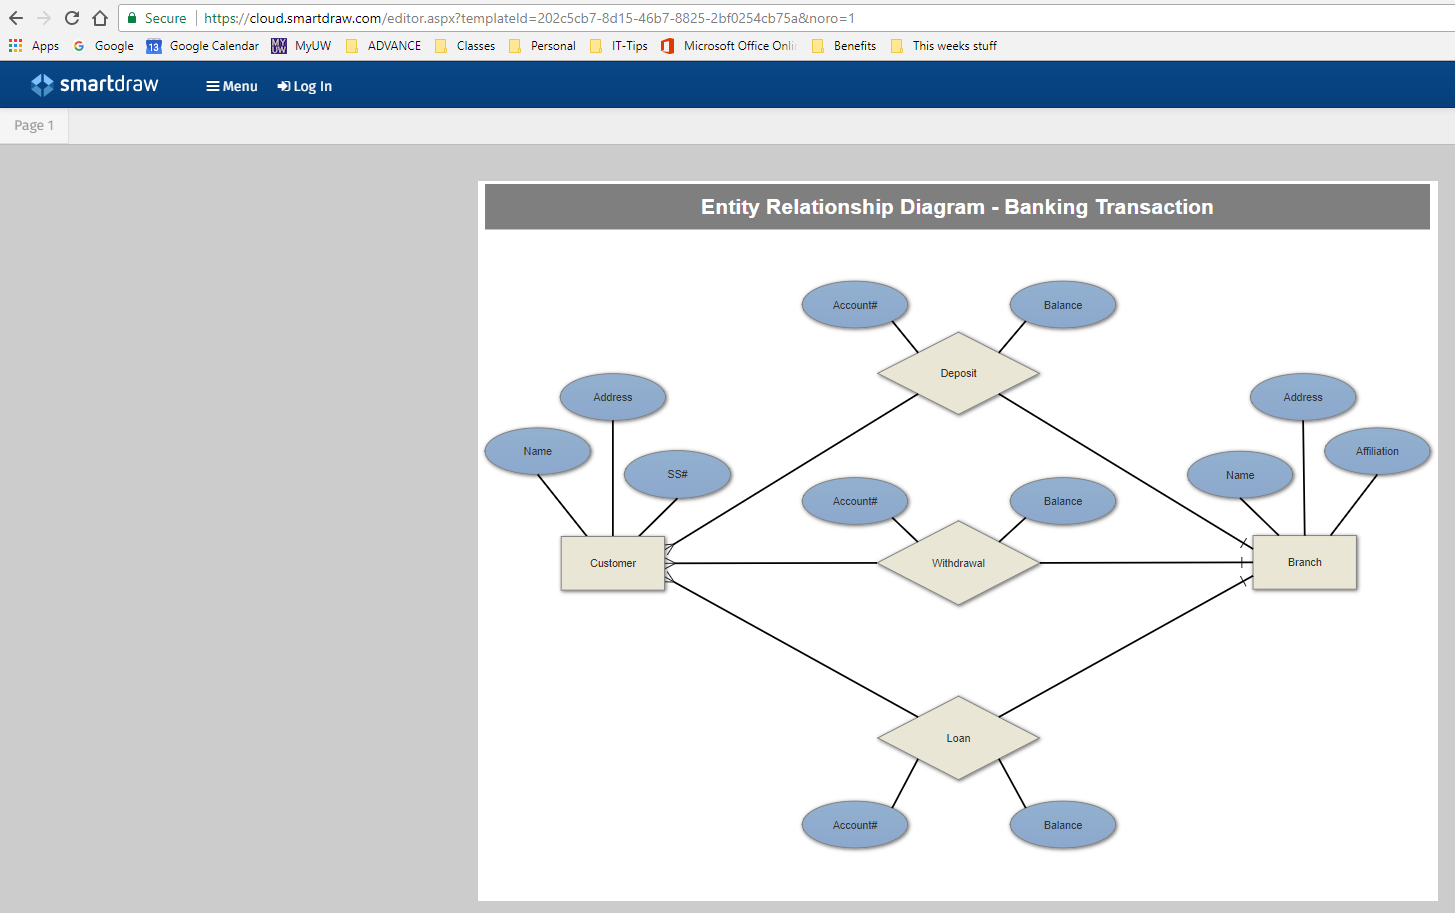 Secure https://cloud.smartdraw.com/editor.aspx?templateId=202c5cb7-8d15-46b7-8825-2bf0254cb75a&noro=1
Apps Google 13 Google Calendar MY UW MyUW ADVANCE Classes Personal IT-Tips Microsoft Office Onli Benefits This weeks stuff
smartdraw Menu Log In
Page 1
Entity Relationship Diagram - Banking Transaction
Account# Balance
Deposit
Address Address
Name Affiliation
SS# Name
Account# Balance
Customer Withdrawal Branch
Loan
Account# Balance